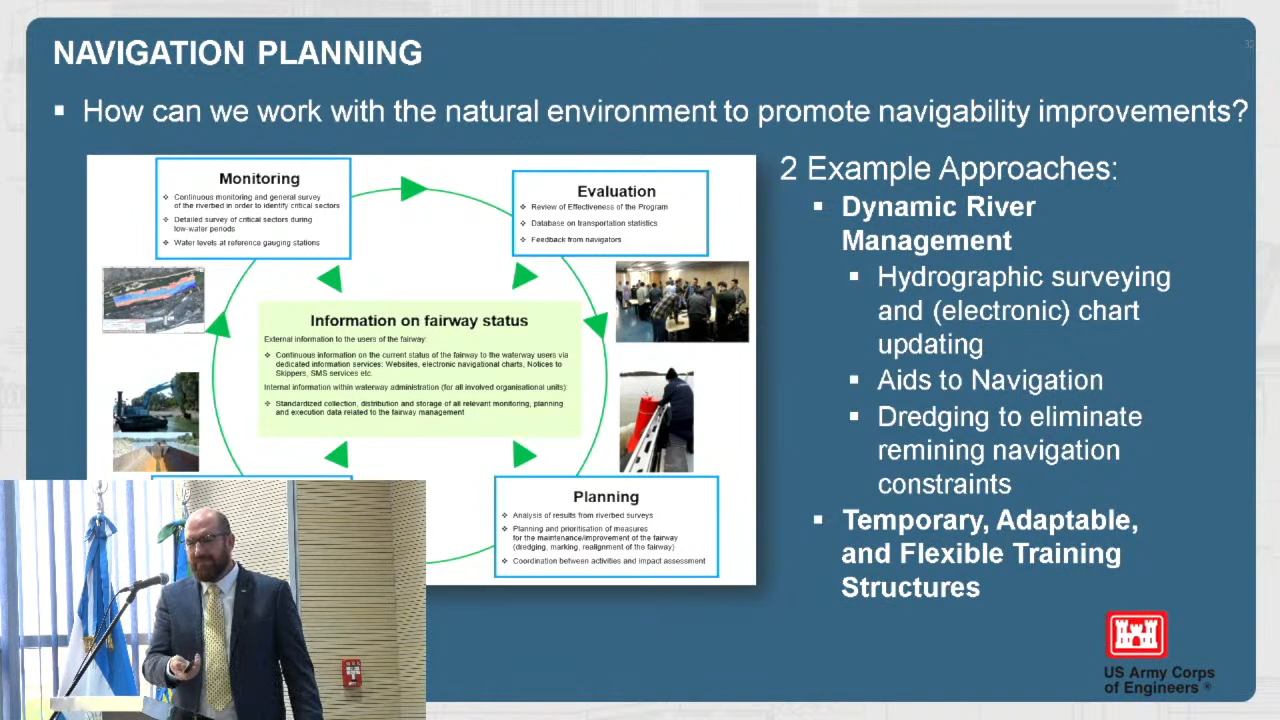 NAVIGATION PLANNING
32
▪ How can we work with the natural environment to promote navigability improvements?
Monitoring
❖ Continuous monitoring and general survey
of the riverbed in order to identify critical sectors
❖ Detailed survey of critical sectors during
low-water periods
❖ Water levels at reference gauging stations
Evaluation
❖ Review of Effectiveness of the Program
❖ Database on transportation statistics
❖ Feedback from navigators
Information on fairway status
External information to the users of the fairway:
❖ Continuous information on the current status of the fairway to the waterway users via
dedicated information services: Websites, electronic navigational charts, Notices to
Skippers, SMS services etc.
Internal information within waterway administration (for all involved organisational units):
❖ Standardized collection, distribution and storage of all relevant monitoring, planning
and execution data related to the fairway management
Planning
❖ Analysis of results from riverbed surveys
❖ Planning and prioritisation of measures
for the maintenance/improvement of the fairway
(dredging, marking, realignment of the fairway)
❖ Coordination between activities and impact assessment
2 Example Approaches:
▪ Dynamic River
Management
▪ Hydrographic surveying
and (electronic) chart
updating
▪ Aids to Navigation
▪ Dredging to eliminate
remining navigation
constraints
▪ Temporary, Adaptable,
and Flexible Training
Structures
US Army Corps
of Engineers ®